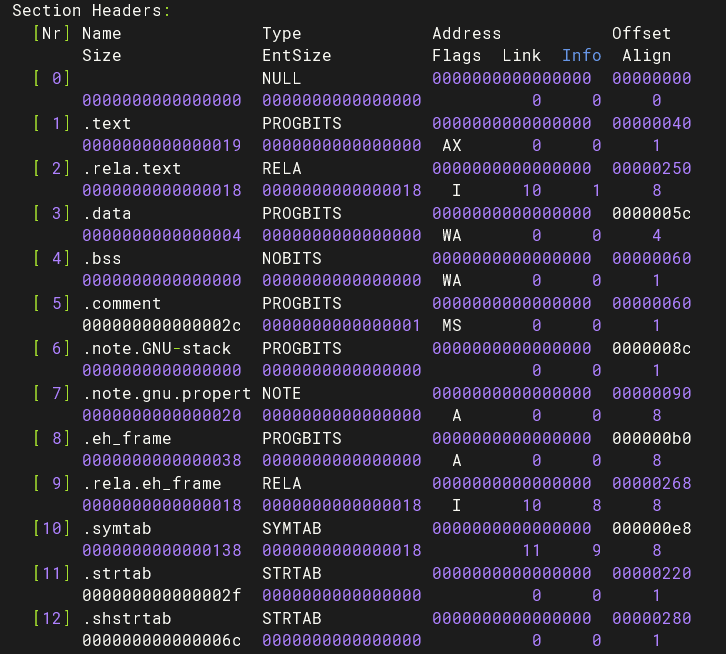 Section Headers:
  [Nr] Name              Type             Address           Offset
       Size              EntSize          Flags  Link  Info  Align
  [ 0]                   NULL             0000000000000000  00000000
       0000000000000000  0000000000000000           0     0     0
  [ 1] .text             PROGBITS         0000000000000000  00000040
       0000000000000019  0000000000000000  AX       0     0     1
  [ 2] .rela.text        RELA             0000000000000000  00000250
       0000000000000018  0000000000000018   I      10     1     8
  [ 3] .data             PROGBITS         0000000000000000  0000005c
       0000000000000004  0000000000000000  WA       0     0     4
  [ 4] .bss              NOBITS           0000000000000000  00000060
       0000000000000000  0000000000000000  WA       0     0     1
  [ 5] .comment          PROGBITS         0000000000000000  00000060
       000000000000002c  0000000000000001  MS       0     0     1
  [ 6] .note.GNU-stack   PROGBITS         0000000000000000  0000008c
       0000000000000000  0000000000000000           0     0     1
  [ 7] .note.gnu.propert NOTE             0000000000000000  00000090
       0000000000000020  0000000000000000   A       0     0     8
  [ 8] .eh_frame         PROGBITS         0000000000000000  000000b0
       0000000000000038  0000000000000000   A       0     0     8
  [ 9] .rela.eh_frame    RELA             0000000000000000  00000268
       0000000000000018  0000000000000018   I      10     8     8
  [10] .symtab           SYMTAB           0000000000000000  000000e8
       0000000000000138  0000000000000018          11     9     8
  [11] .strtab           STRTAB           0000000000000000  00000220
       000000000000002f  0000000000000000           0     0     1
  [12] .shstrtab         STRTAB           0000000000000000  00000280
       000000000000006c  0000000000000000           0     0     1